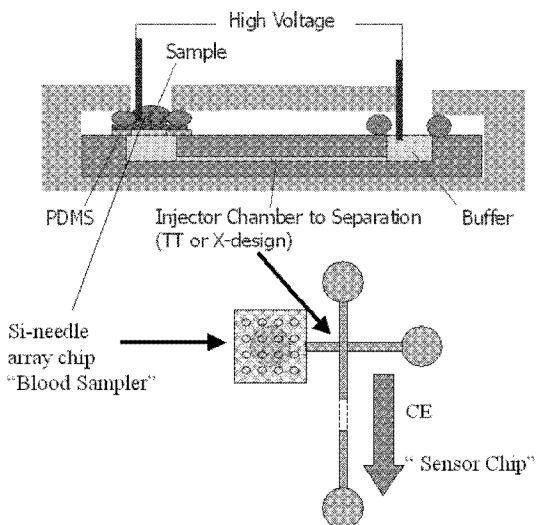 High Voltage
Sample
PDMS
Injector Chamber to Separation
(TT or X-design)
Buffer
Si-needle
array chip
"Blood Sampler"
CE
" Sensor Chip"